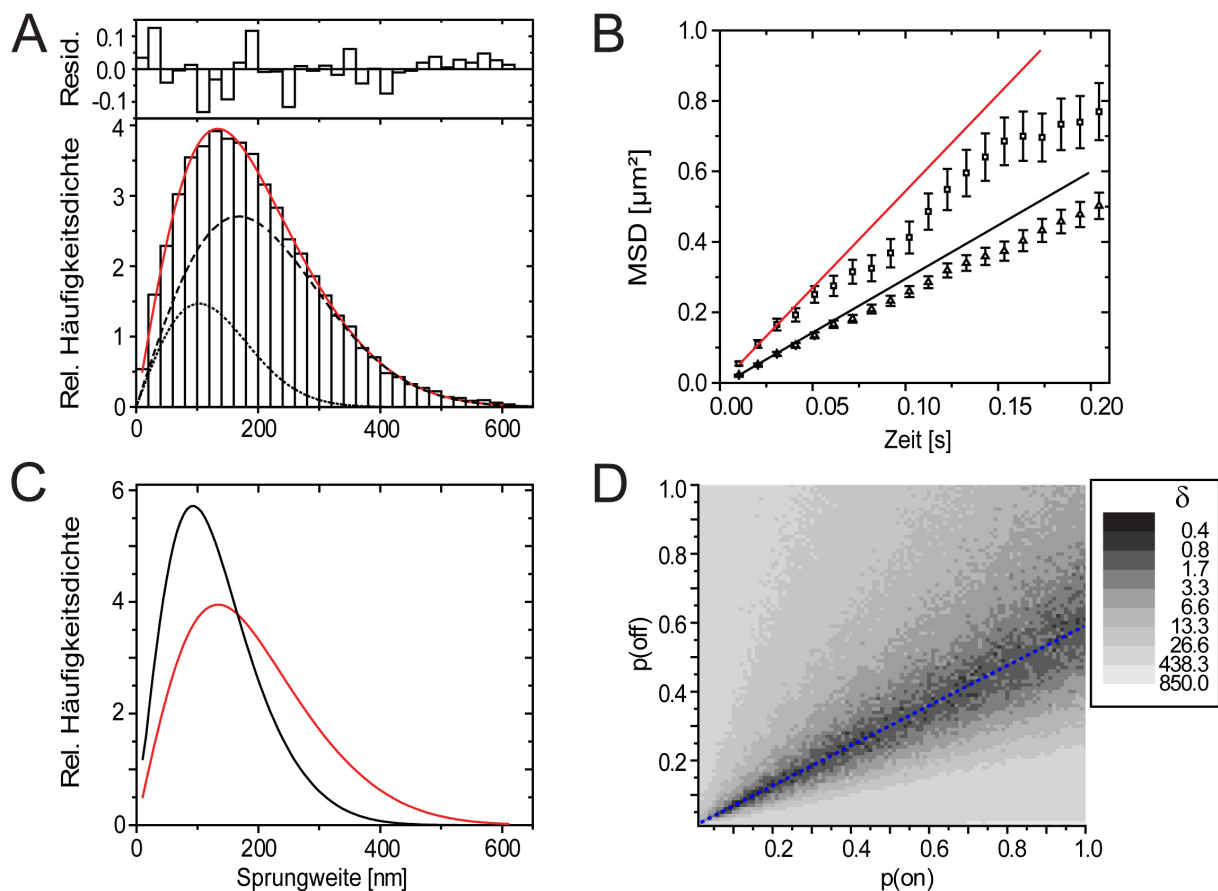 A
Resid.
0.1
0.0
-0.1
Rel. Häufigkeitsdichte
4
3
2
1
0
0 200 400 600
B
MSD [µm²]
1.0
0.8
0.6
0.4
0.2
0.0
0.00 0.05 0.10 0.15 0.20
Zeit [s]
C
Rel. Häufigkeitsdichte
6
4
2
0
0 200 400 600
Sprungweite [nm]
D
p(off)
1.0
0.8
0.6
0.4
0.2
0.2 0.4 0.6 0.8 1.0
p(on)
δ
0.4
0.8
1.7
3.3
6.6
13.3
26.6
438.3
850.0